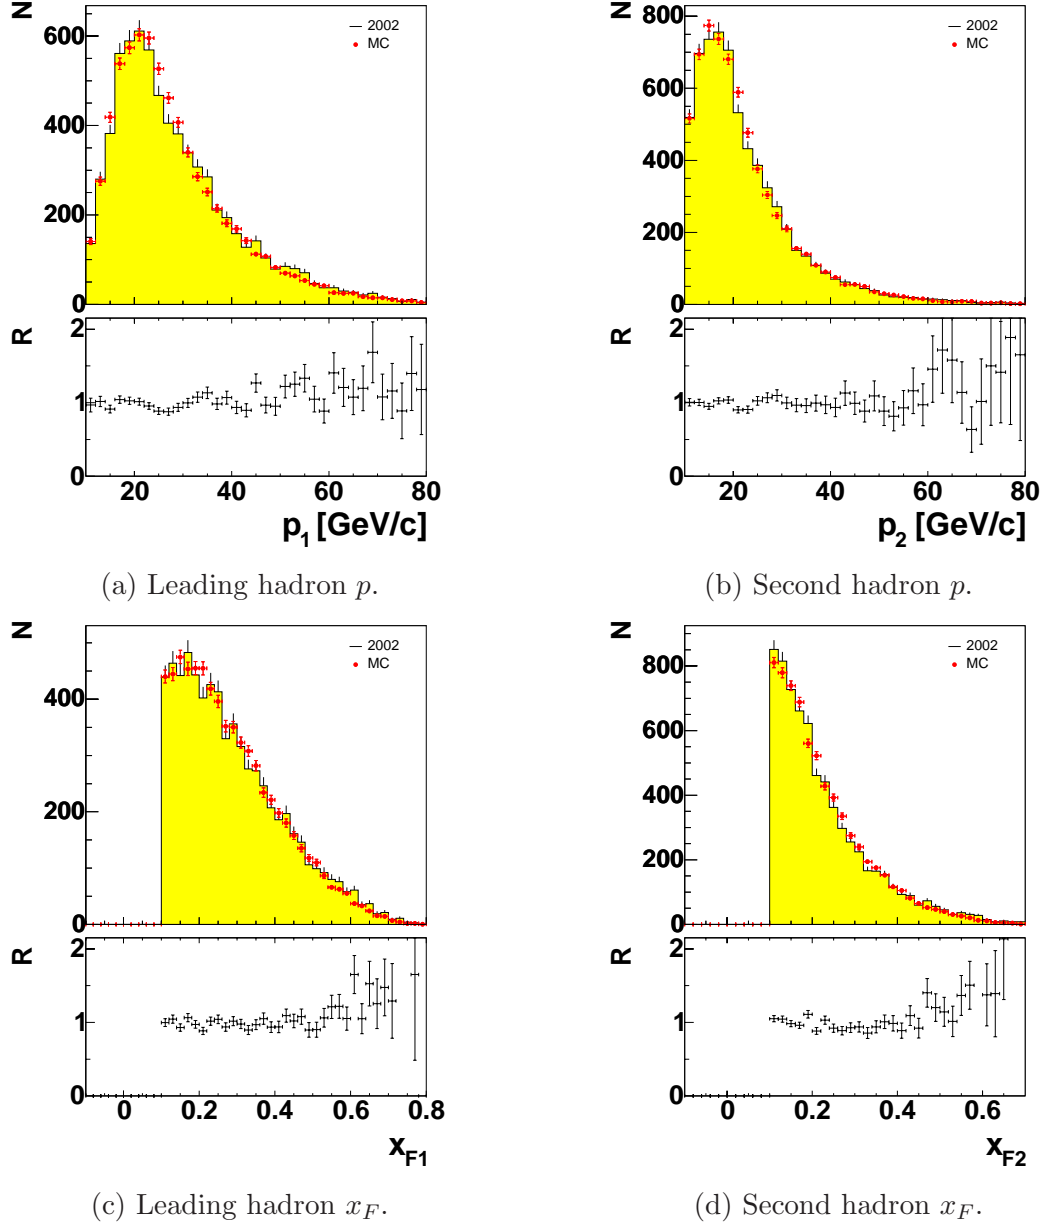 N
600
400
200
0
2002
MC
R
2
1
0
20 40 60 80
p1 [GeV/c]
(a) Leading hadron p.
N
800
600
400
200
0
2002
MC
R
2
1
0
20 40 60 80
p2 [GeV/c]
(b) Second hadron p.
N
400
200
0
2002
MC
R
2
1
0
0 0.2 0.4 0.6 0.8
xF1
(c) Leading hadron xF.
N
800
600
400
200
0
2002
MC
R
2
1
0
0 0.2 0.4 0.6
xF2
(d) Second hadron xF.